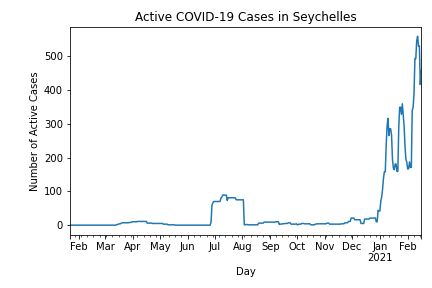 Active COVID-19 Cases in Seychelles
Number of Active Cases
500
400
300
200
100
0
Feb Mar Apr May Jun Jul Aug Sep Oct Nov Dec Jan Feb
2021
Day